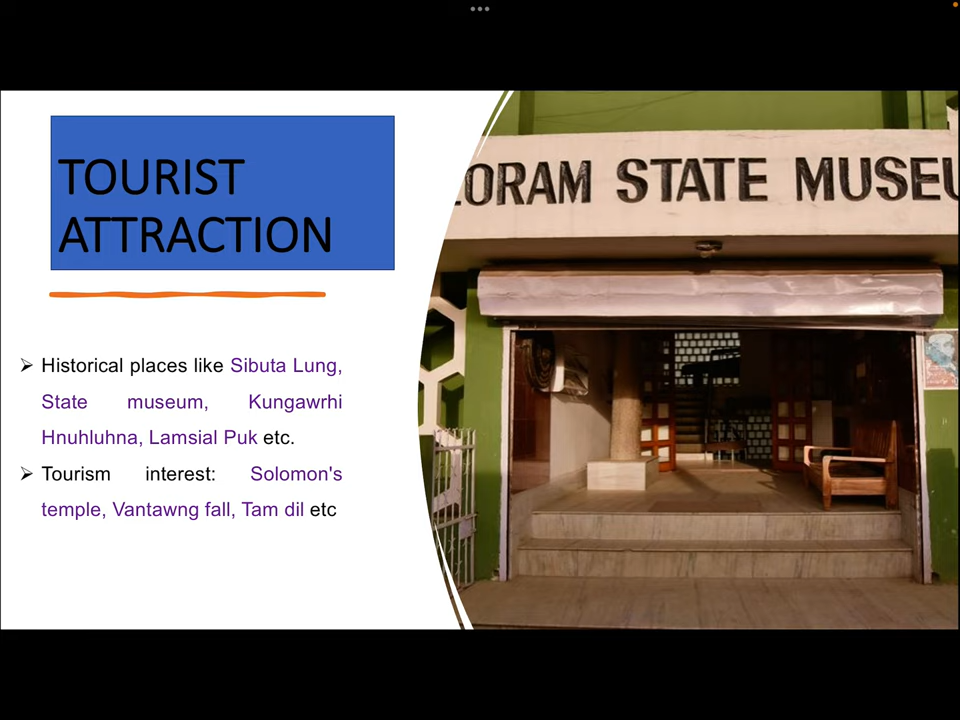 TOURIST
ATTRACTION
ORAM STATE MUSEU
Historical places like Sibuta Lung,
State museum, Kungawrhi
Hnuhluhna, Lamsial Puk etc.
Tourism interest: Solomon's
temple, Vantawng fall, Tam dil etc